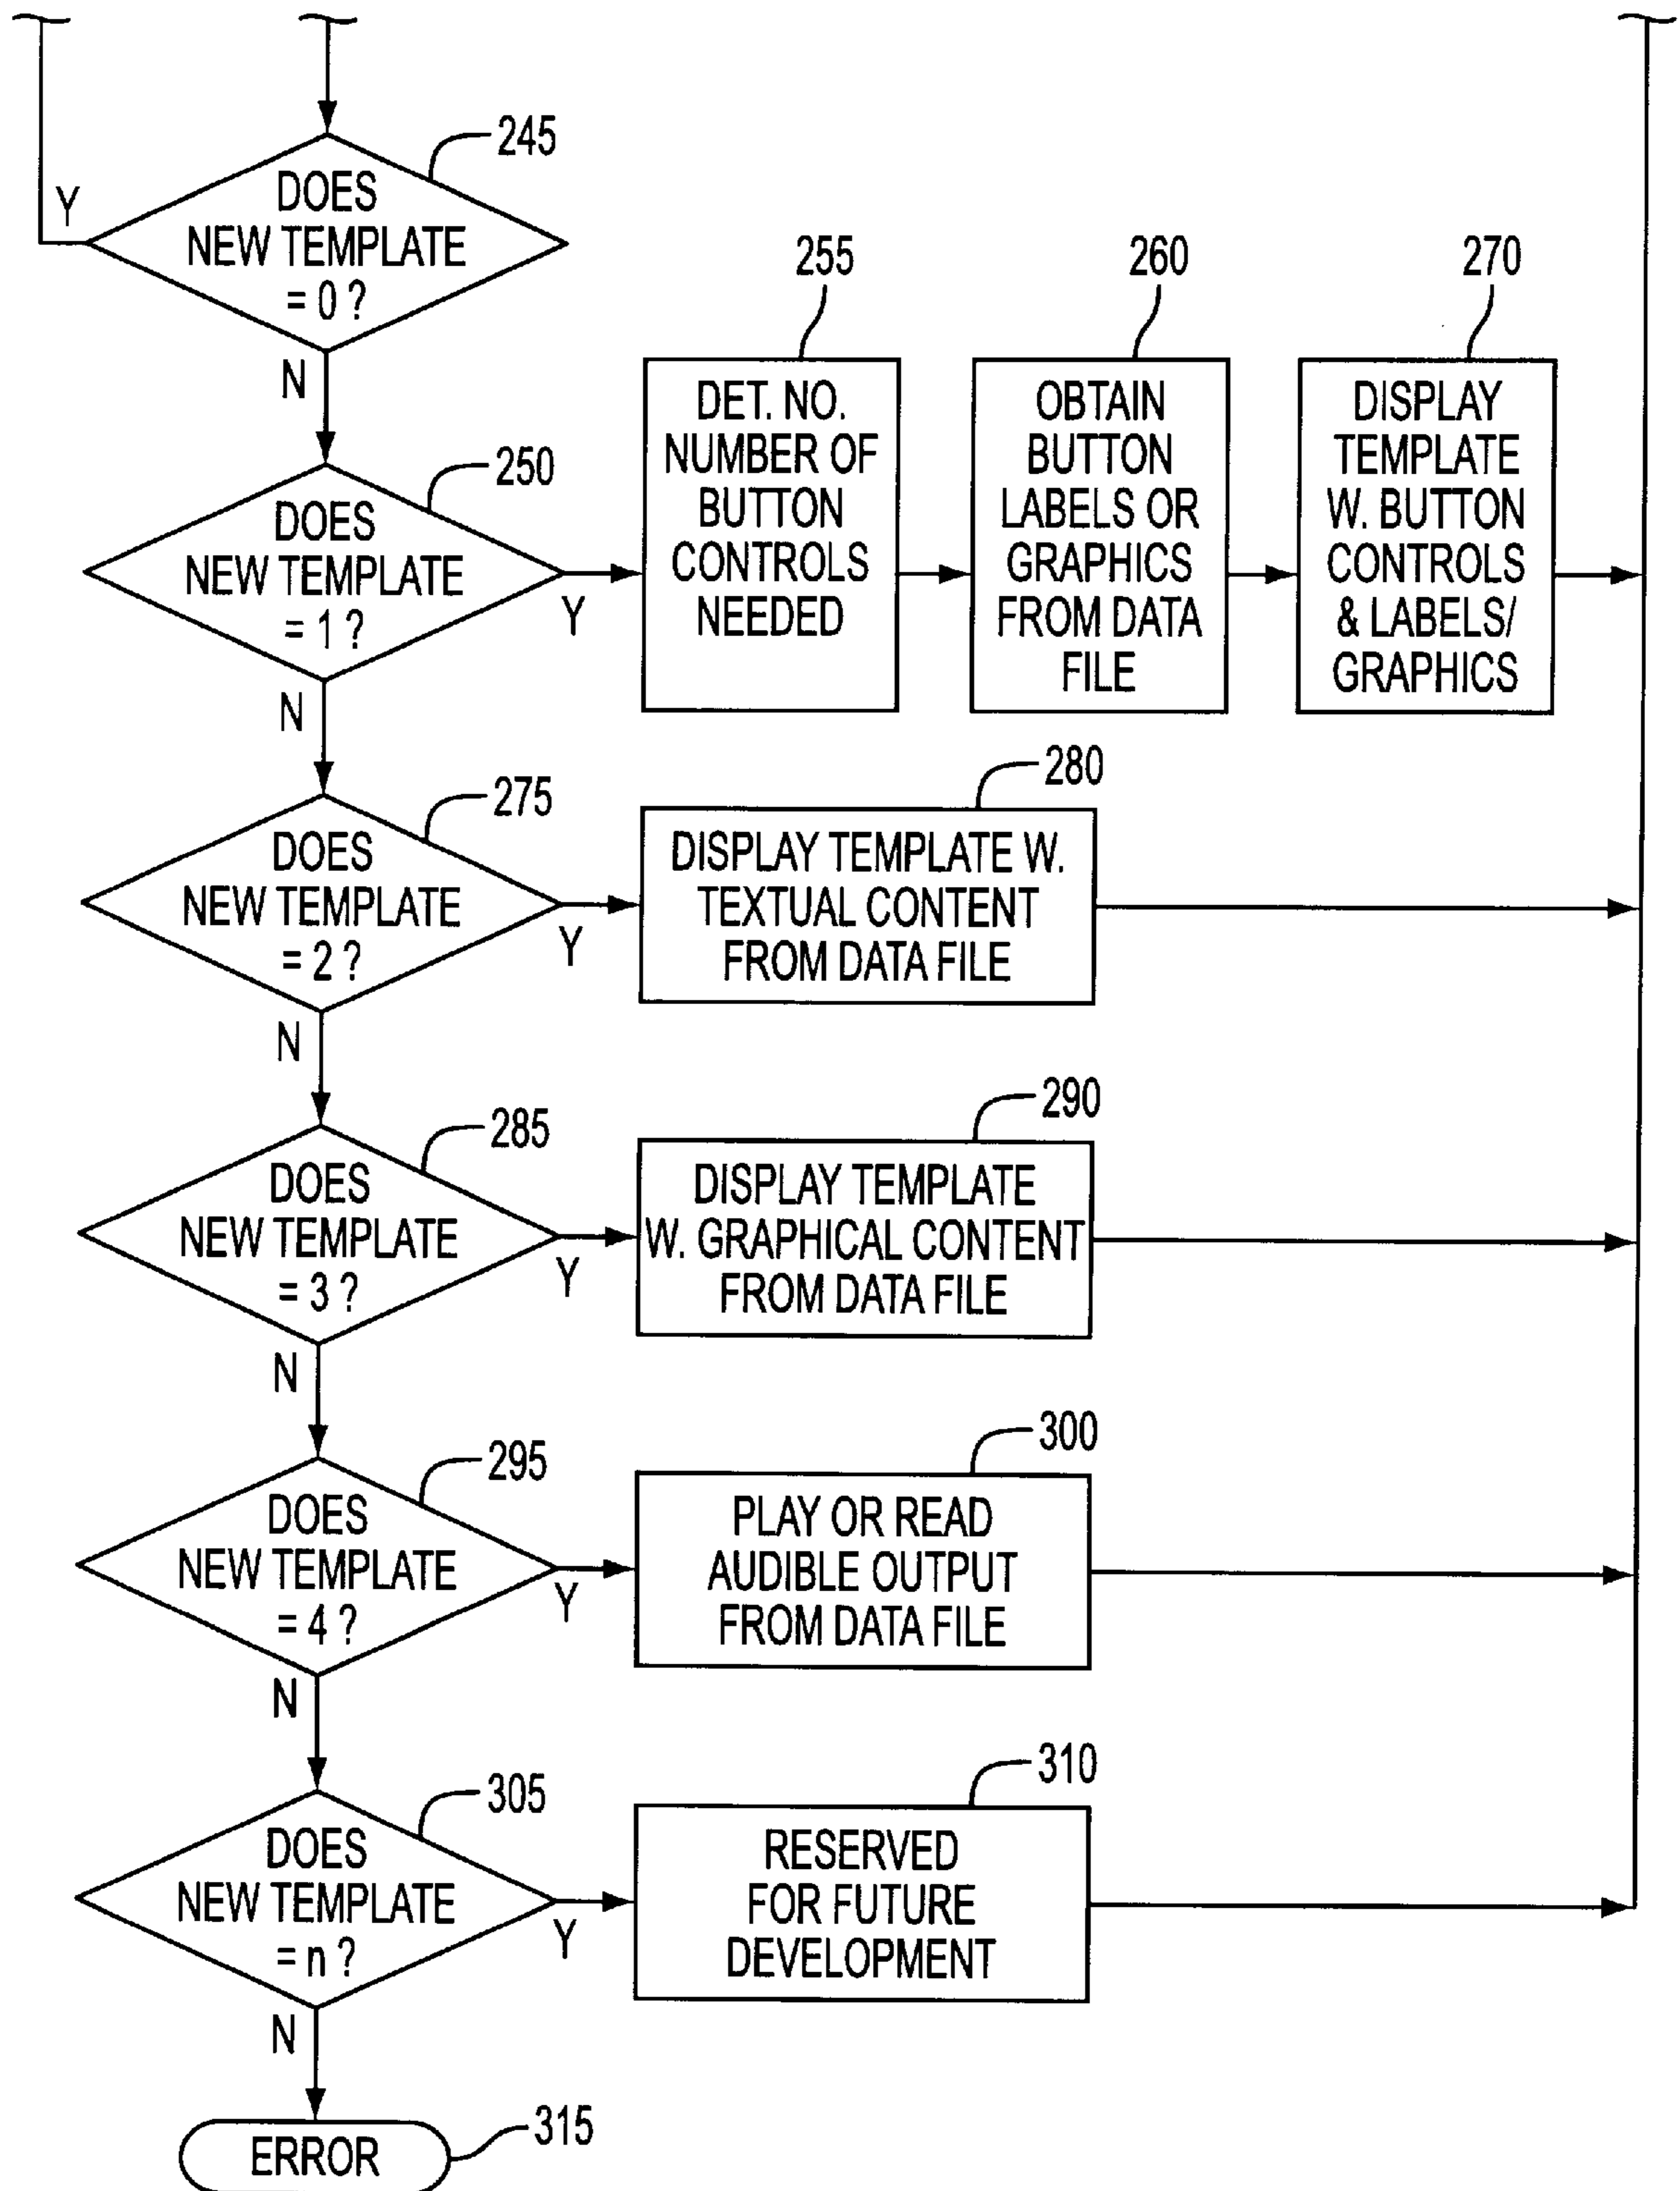 245
DOES
NEW TEMPLATE
= 0 ?
Y
N
250
DOES
NEW TEMPLATE
= 1 ?
Y
N
255
DET. NO.
NUMBER OF
BUTTON
CONTROLS
NEEDED
260
OBTAIN
BUTTON
LABELS OR
GRAPHICS
FROM DATA
FILE
270
DISPLAY
TEMPLATE
W. BUTTON
CONTROLS
& LABELS/
GRAPHICS
275
DOES
NEW TEMPLATE
= 2 ?
Y
N
280
DISPLAY TEMPLATE W.
TEXTUAL CONTENT
FROM DATA FILE
285
DOES
NEW TEMPLATE
= 3 ?
Y
N
290
DISPLAY TEMPLATE
W. GRAPHICAL CONTENT
FROM DATA FILE
295
DOES
NEW TEMPLATE
= 4 ?
Y
N
300
PLAY OR READ
AUDIBLE OUTPUT
FROM DATA FILE
305
DOES
NEW TEMPLATE
= n ?
Y
N
310
RESERVED
FOR FUTURE
DEVELOPMENT
ERROR
315